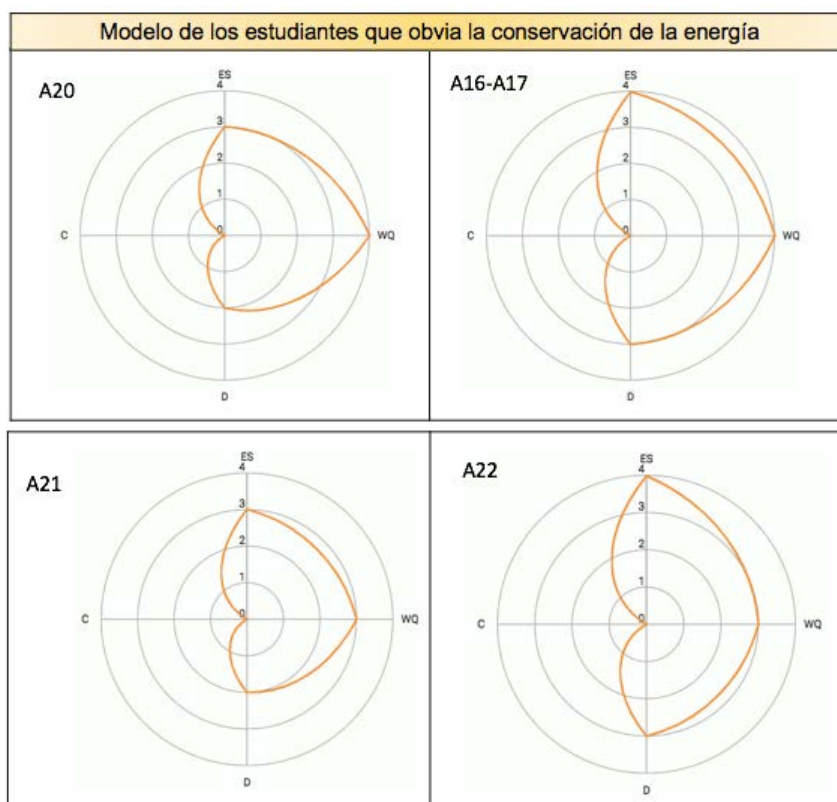 Modelo de los estudiantes que obvia la conservación de la energía
A20
ES
4
3
2
1
0
C
WQ
D
A16-A17
ES
4
3
2
1
0
C
WQ
D
A21
ES
4
3
2
1
0
C
WQ
D
A22
ES
4
3
2
1
0
C
WQ
D